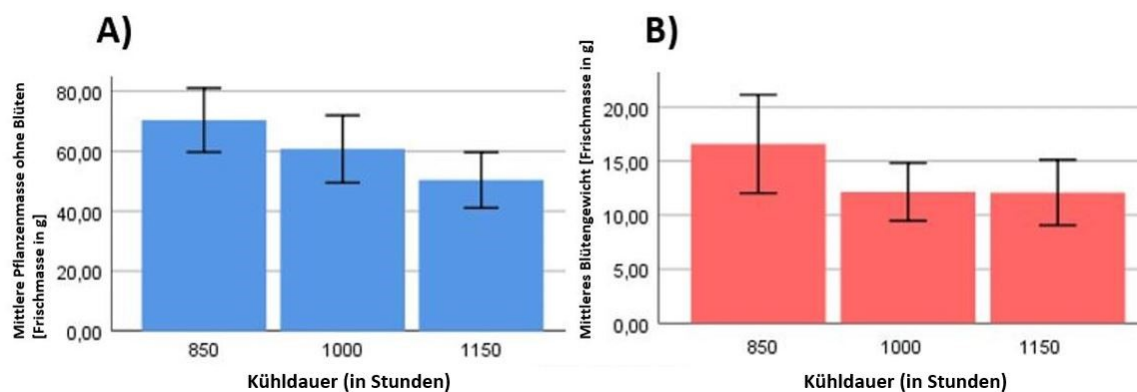 A)
Mittlere Pflanzenmasse ohne Blüten
[Frischmasse in g]
80,00
60,00
40,00
20,00
0,00
850
1000
1150
Kühldauer (in Stunden)
B)
Mittleres Blütengewicht [Frischmasse in g]
20,00
15,00
10,00
5,00
0,00
850
1000
1150
Kühldauer (in Stunden)